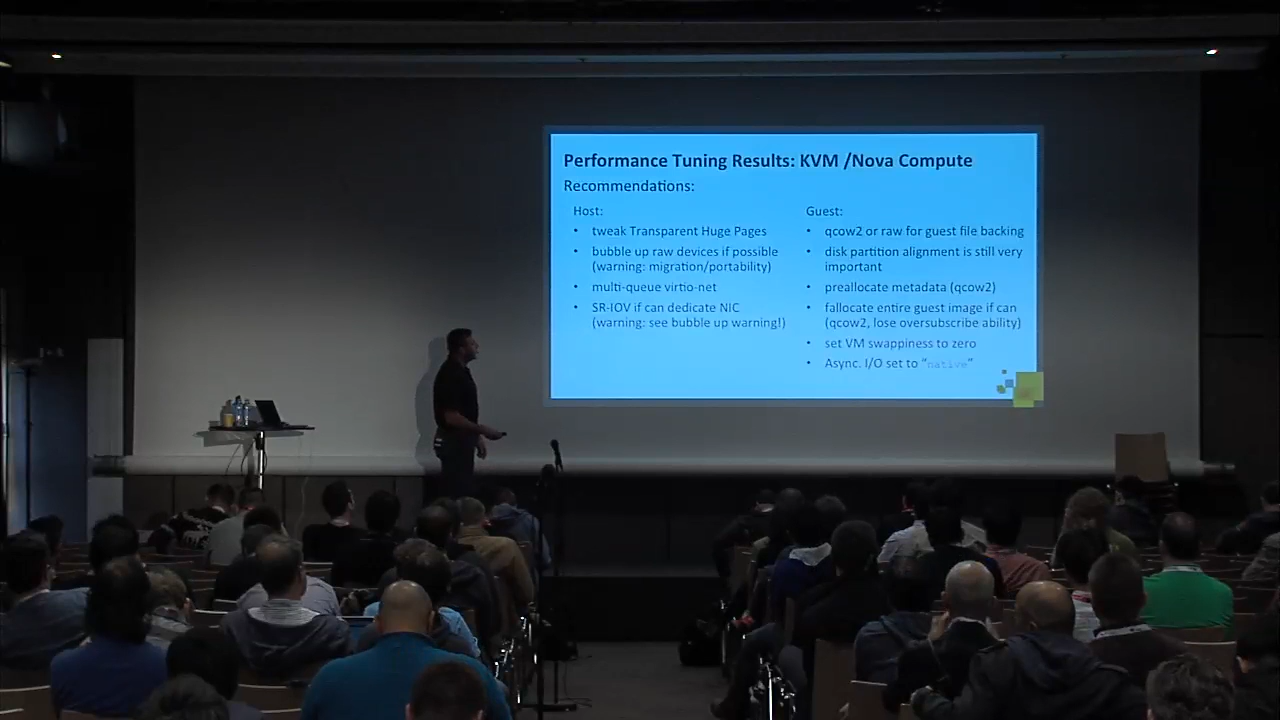 Performance Tuning Results: KVM /Nova Compute
Recommendations:
Host:
• tweak Transparent Huge Pages
• bubble up raw devices if possible
(warning: migration/portability)
• multi-queue virtio-net
• SR-IOV if can dedicate NIC
(warning: see bubble up warning!)
Guest:
• qcow2 or raw for guest file backing
• disk partition alignment is still very
important
• preallocate metadata (qcow2)
• fallocate entire guest image if can
(qcow2, lose oversubscribe ability)
• set VM swappiness to zero
• Async. I/O set to “native”